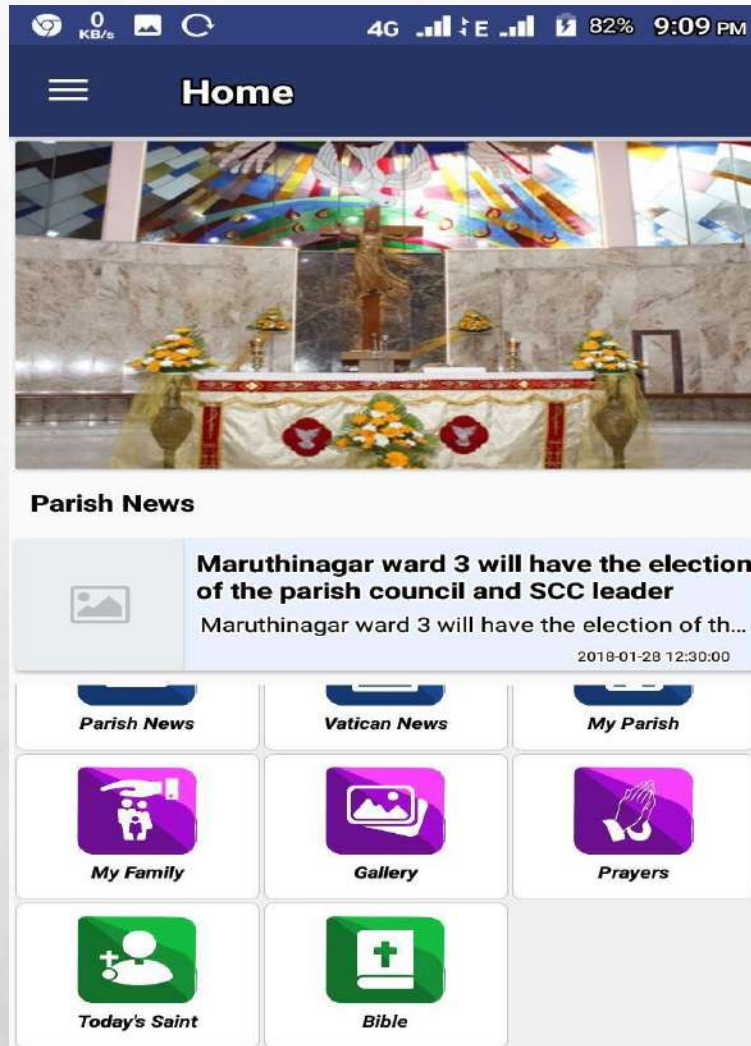 0
KB/s
4G E 82% 9:09 PM
Home
Parish News
Maruthinagar ward 3 will have the election
of the parish council and SCC leader
Maruthinagar ward 3 will have the election of th...
2018-01-28 12:30:00
Parish News Vatican News My Parish
My Family Gallery Prayers
Today's Saint Bible